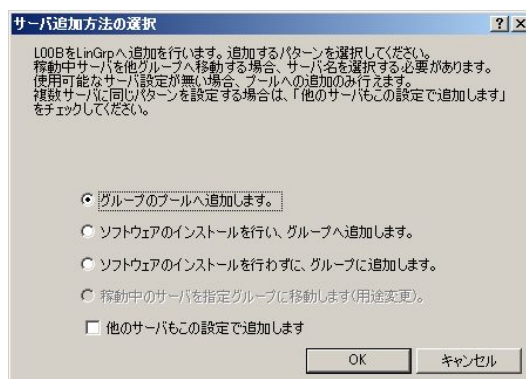 サーバ追加方法の選択
L00BをLinGrpへ追加を行います。追加するパターンを選択してください。
稼動中サーバを他グループへ移動する場合、サーバ名を選択する必要があります。
使用可能なサーバ設定が無い場合、プールへの追加のみ行えます。
複数サーバに同じパターンを設定する場合は、「他のサーバもこの設定で追加します」
をチェックしてください。
グループのプールへ追加します。
ソフトウェアのインストールを行い、グループへ追加します。
ソフトウェアのインストールを行わずに、グループに追加します。
稼動中のサーバを指定グループに移動します(用途変更)。
他のサーバもこの設定で追加します
OK
キャンセル